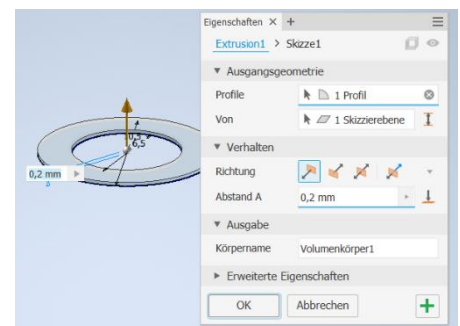 Eigenschaften × +
Extrusion1 > Skizze1
Ausgangsgeometrie
Profile 1 Profil
Von 1 Skizzierebene
Verhalten
Richtung
Abstand A 0,2 mm
Ausgabe
Körpername Volumenkörper1
Erweiterte Eigenschaften
OK Abbrechen +
6,5
0,2 mm